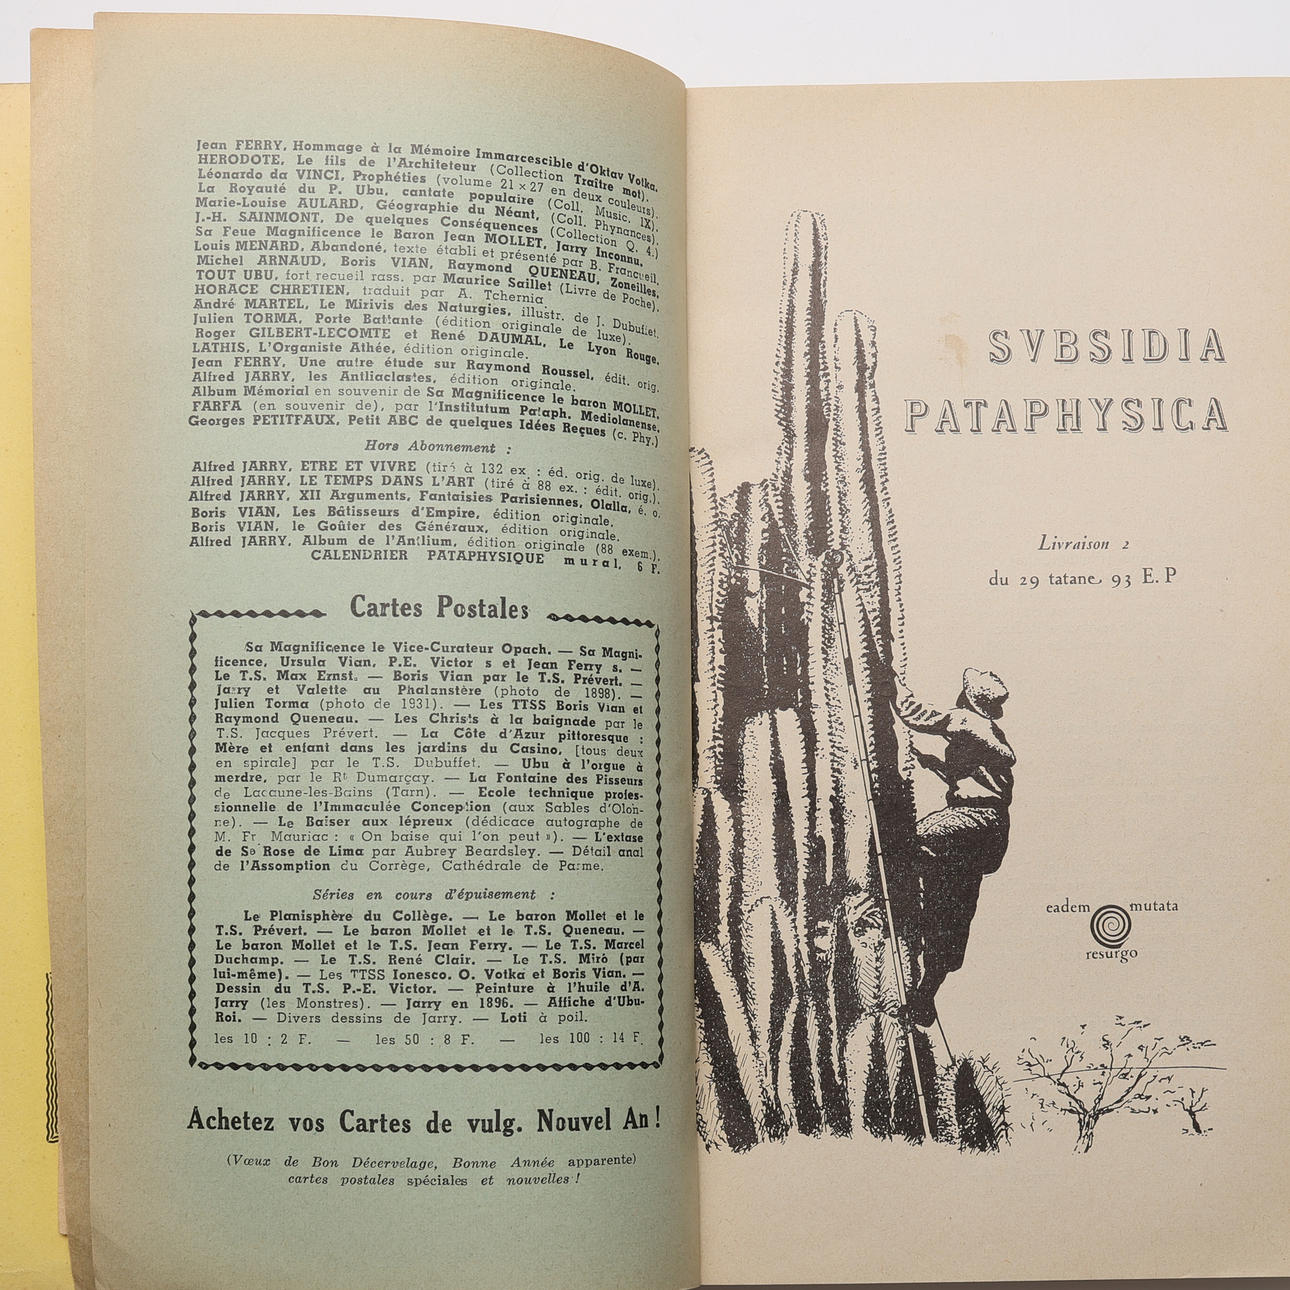 Jean FERRY, Hommage à la Mémoire Immarcescible d'Oktav Votka.
HERODOTE, Le fils de l'Architeteur (Collection Traître mot).
Léonardo da VINCI, Prophéties (volume 21 × 27 en deux couleurs).
La Royauté du P. Ubu, cantate populaire (Coll. Music. IX).
Marie-Louise AULARD, Géographie du Néant, (Coll. Phynances).
J.-H. SAINMONT, De quelques Conséquences (Collection Q. 4.)
Sa Feue Magnificence le Baron Jean MOLLET, Jarry Inconnu.
Louis MENARD, Abandoné, texte établi et présenté par B. Francueil.
Michel ARNAUD, Boris VIAN, Raymond QUENEAU, Zoneilles.
TOUT UBU, fort recueil rass. par Maurice Saillet (Livre de Poche).
HORACE CHRETIEN, traduit par A. Tchernia
André MARTEL, Le Mirivis des Naturgies, illustr. de J. Dubuffet.
Julien TORMA, Porte Battante (édition originale de luxe).
Roger GILBERT-LECOMTE et René DAUMAL, Le Lyon Rouge.
LATHIS, L'Organiste Athée, édition originale.
Jean FERRY, Une autre étude sur Raymond Roussel, édit. orig.
Alfred JARRY, les Antliaclastes, édition originale.
Album Mémorial en souvenir de Sa Magnificence le baron MOLLET.
FARFA (en souvenir de), par l'Institutum Pataph. Mediolanense.
Georges PETITFAUX, Petit ABC de quelques Idées Reçues (c. Phy.)
Hors Abonnement :
Alfred JARRY, ETRE ET VIVRE (tiré à 132 ex. : éd. orig. de luxe).
Alfred JARRY, LE TEMPS DANS L'ART (tiré à 88 ex. : édit. orig.).
Alfred JARRY, XII Arguments, Fantaisies Parisiennes, Olalla, é. o.
Boris VIAN, Les Bâtisseurs d'Empire, édition originale.
Boris VIAN, le Goûter des Généraux, édition originale.
Alfred JARRY, Album de l'Antlium, édition originale (88 exem.).
CALENDRIER PATAPHYSIQUE mural, 6 F.
Cartes Postales
Sa Magnificence le Vice-Curateur Opach. — Sa Magni-
ficence, Ursula Vian, P.E. Victor s et Jean Ferry s. —
Le T.S. Max Ernst. — Boris Vian par le T.S. Prévert. —
Jarry et Valette au Phalanstère (photo de 1898). —
Julien Torma (photo de 1931). — Les TTSS Boris Vian et
Raymond Queneau. — Les Christs à la baignade par le
T.S. Jacques Prévert. — La Côte d'Azur pittoresque :
Mère et enfant dans les jardins du Casino, [tous deux
en spirale] par le T.S. Dubuffet. — Ubu à l'orgue à
merdre, par le Rt Dumarçay. — La Fontaine des Pisseurs
de Lacaune-les-Bains (Tarn). — Ecole technique profes-
sionnelle de l'Immaculée Conception (aux Sables d'Olon-
ne). — Le Baiser aux lépreux (dédicace autographe de
M. Fr. Mauriac : « On baise qui l'on peut »). — L'extase
de Se Rose de Lima par Aubrey Beardsley. — Détail anal
de l'Assomption du Corrège, Cathédrale de Parme.
Séries en cours d'épuisement :
Le Planisphère du Collège. — Le baron Mollet et le
T.S. Prévert. — Le baron Mollet et le T.S. Queneau. —
Le baron Mollet et le T.S. Jean Ferry. — Le T.S. Marcel
Duchamp. — Le T.S. René Clair. — Le T.S. Mirò (par
lui-même). — Les TTSS Ionesco. O. Votka et Boris Vian. —
Dessin du T.S. P.-E. Victor. — Peinture à l'huile d'A.
Jarry (les Monstres). — Jarry en 1896. — Affiche d'Ubu-
Roi. — Divers dessins de Jarry. — Loti à poil.
les 10 : 2 F. — les 50 : 8 F. — les 100 : 14 F.
Achetez vos Cartes de vulg. Nouvel An !
(Vœux de Bon Décervelage, Bonne Année apparente)
cartes postales spéciales et nouvelles !
SVBSIDIA
PATAPHYSICA
Livraison 2
du 29 tatane 93 E. P
eadem mutata
resurgo